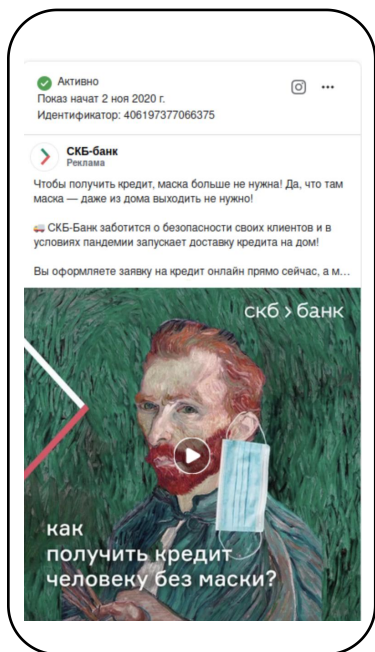 Активно
Показ начат 2 ноя 2020 г.
Идентификатор: 406197377066375
СКБ-банк
Реклама
Чтобы получить кредит, маска больше не нужна! Да, что там
маска — даже из дома выходить не нужно!
🚚 СКБ-Банк заботится о безопасности своих клиентов и в
условиях пандемии запускает доставку кредита на дом!
Вы оформляете заявку на кредит онлайн прямо сейчас, а м...
скб › банк
как
получить кредит
человеку без маски?